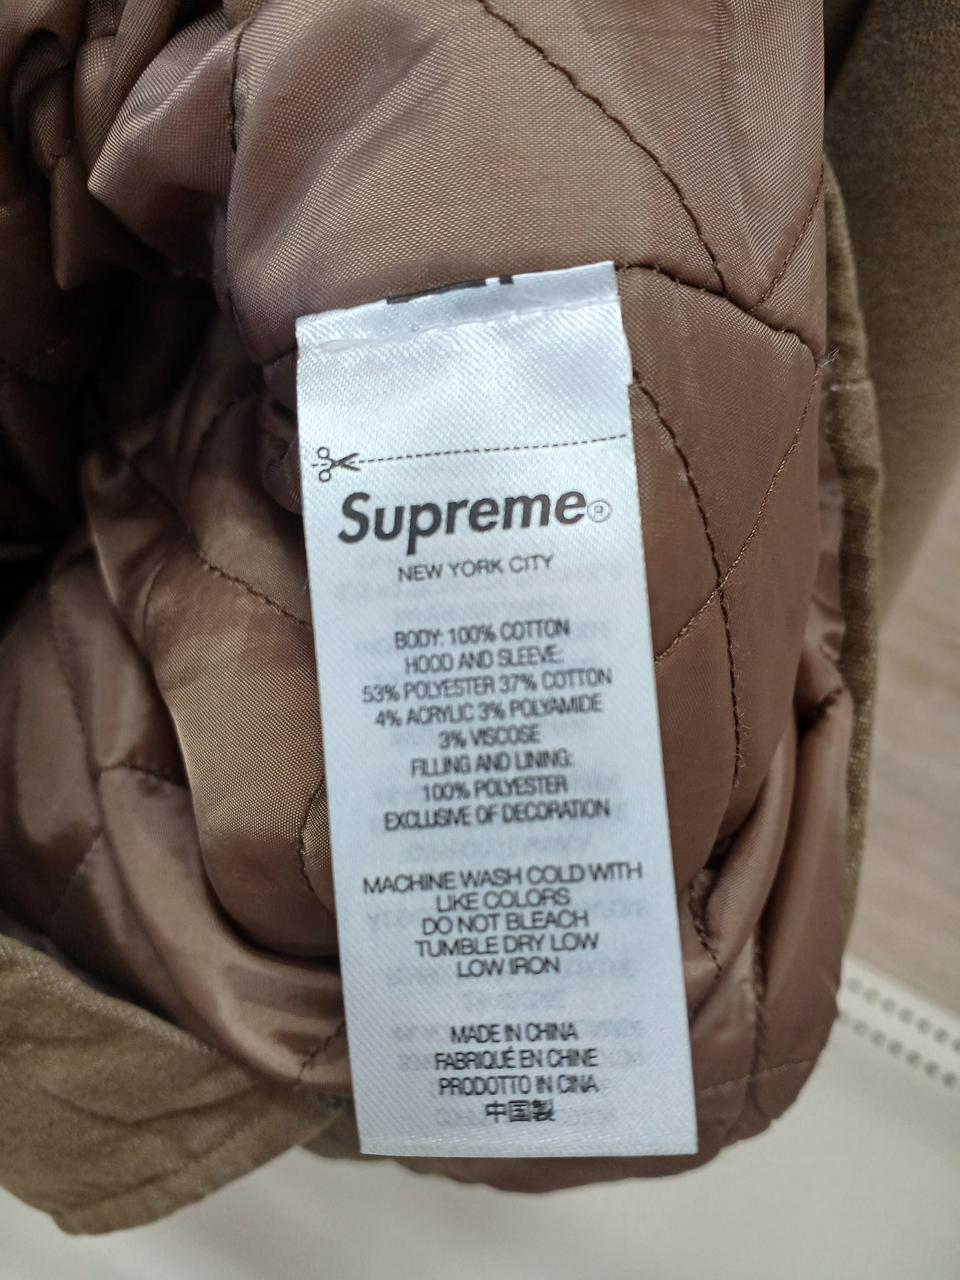 Supreme®
NEW YORK CITY
BODY: 100% COTTON
HOOD AND SLEEVE:
53% POLYESTER 37% COTTON
4% ACRYLIC 3% POLYAMIDE
3% VISCOSE
FILLING AND LINING:
100% POLYESTER
EXCLUSIVE OF DECORATION
MACHINE WASH COLD WITH
LIKE COLORS
DO NOT BLEACH
TUMBLE DRY LOW
LOW IRON
MADE IN CHINA
FABRIQUÉ EN CHINE
PRODOTTO IN CINA
中国製